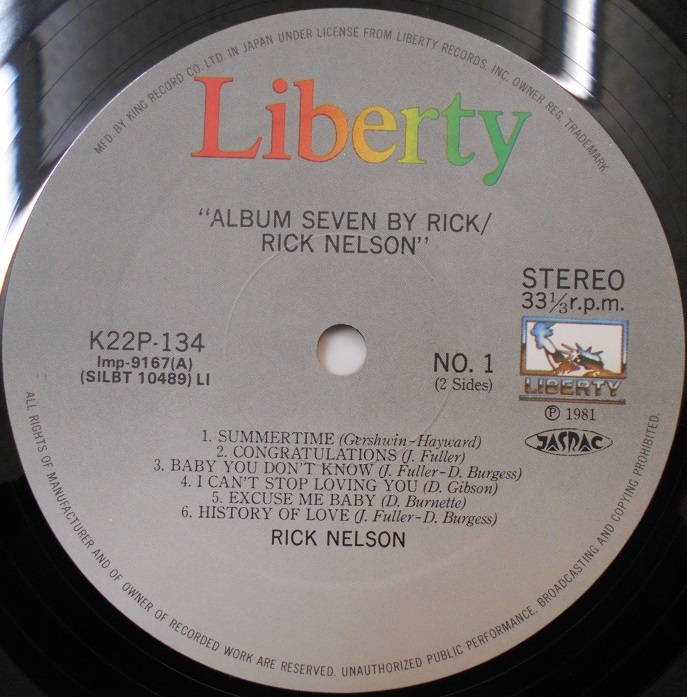 MFD. BY KING RECORD CO. LTD. IN JAPAN UNDER LICENSE FROM LIBERTY RECORDS, INC. OWNER REG. TRADEMARK.
Liberty
“ALBUM SEVEN BY RICK/
RICK NELSON”
STEREO
33⅓r.p.m.
K22P-134
Imp-9167(A)
(SILBT 10489) LI
NO. 1
(2 Sides)
LIBERTY
Ⓟ 1981
JASRAC
1. SUMMERTIME (Gershwin-Hayward)
2. CONGRATULATIONS (J. Fuller)
3. BABY YOU DON'T KNOW (J. Fuller-D. Burgess)
4. I CAN'T STOP LOVING YOU (D. Gibson)
5. EXCUSE ME BABY (D. Burnette)
6. HISTORY OF LOVE (J. Fuller-D. Burgess)
RICK NELSON
ALL RIGHTS OF MANUFACTURER AND OF OWNER OF RECORDED WORK ARE RESERVED. UNAUTHORIZED PUBLIC PERFORMANCE, BROADCASTING AND COPYING PROHIBITED.